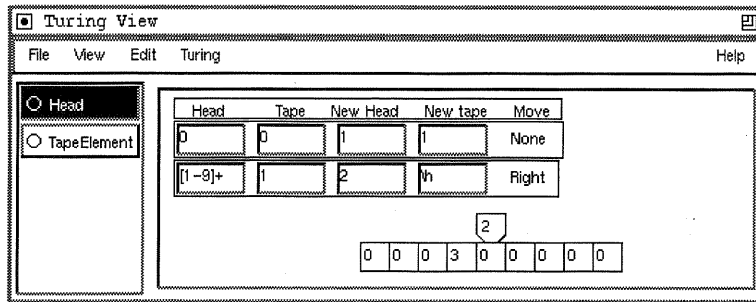 Turing View
File View Edit Turing Help
Head
TapeElement
Head Tape New Head New tape Move
0 0 1 1 None
[1-9]+ 1 2 \h Right
2
0 0 0 3 0 0 0 0 0